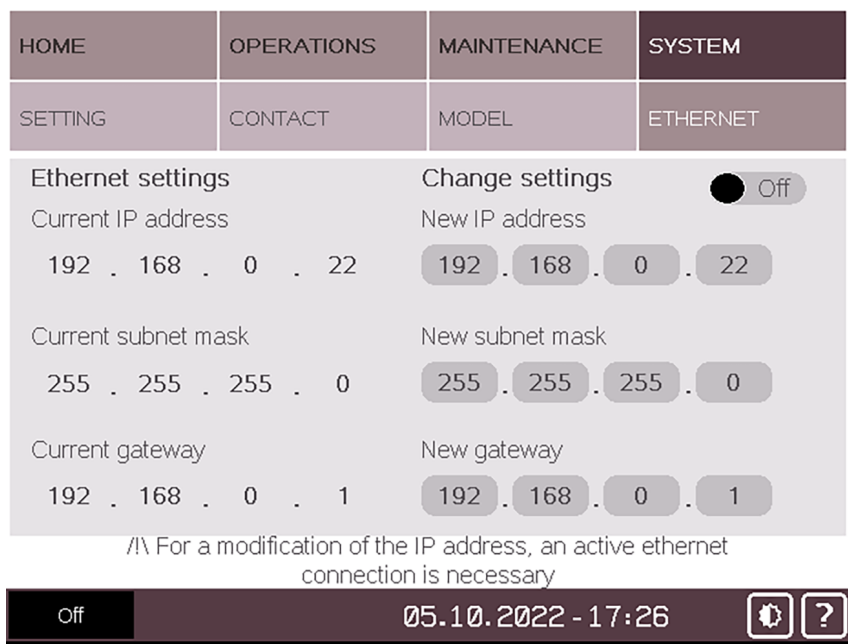 HOME OPERATIONS MAINTENANCE SYSTEM
SETTING CONTACT MODEL ETHERNET
Ethernet settings Change settings Off
Current IP address New IP address
192 . 168 . 0 . 22 192 . 168 . 0 . 22
Current subnet mask New subnet mask
255 . 255 . 255 . 0 255 . 255 . 255 . 0
Current gateway New gateway
192 . 168 . 0 . 1 192 . 168 . 0 . 1
/!\ For a modification of the IP address, an active ethernet
connection is necessary
Off 05.10.2022 - 17:26 ?